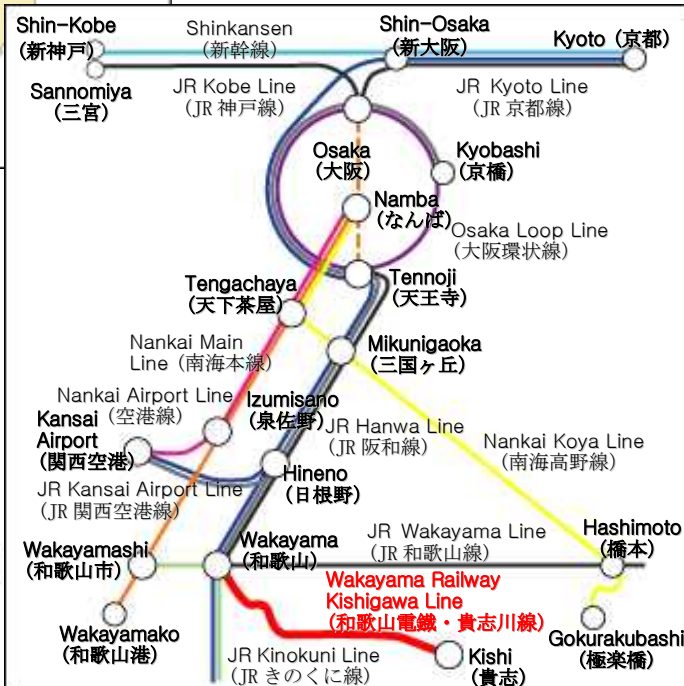 Shin-Kobe
(新神戸)
Shinkansen
(新幹線)
Shin-Osaka
(新大阪)
Kyoto (京都)
Sannomiya
(三宮)
JR Kobe Line
(JR 神戸線)
JR Kyoto Line
(JR 京都線)
Osaka
(大阪)
Kyobashi
(京橋)
Namba
(なんば)
Osaka Loop Line
(大阪環状線)
Tengachaya
(天下茶屋)
Tennoji
(天王寺)
Nankai Main
Line (南海本線)
Mikunigaoka
(三国ヶ丘)
Nankai Airport Line
(空港線)
Izumisano
(泉佐野)
Kansai
Airport
(関西空港)
JR Hanwa Line
(JR 阪和線)
Nankai Koya Line
(南海高野線)
JR Kansai Airport Line
(JR 関西空港線)
Hineno
(日根野)
Wakayamashi
(和歌山市)
Wakayama
(和歌山)
JR Wakayama Line
(JR 和歌山線)
Hashimoto
(橋本)
Wakayama Railway
Kishigawa Line
(和歌山電鐵・貴志川線)
Wakayamako
(和歌山港)
Gokurakubashi
(極楽橋)
JR Kinokuni Line
(JR きのくに線)
Kishi
(貴志)